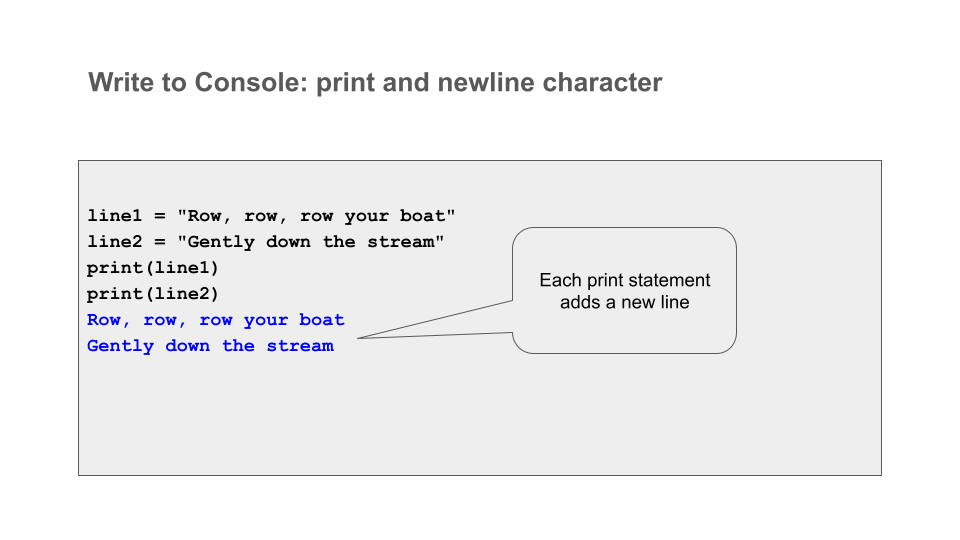 Write to Console: print and newline character
line1 = "Row, row, row your boat"
line2 = "Gently down the stream"
print(line1)
print(line2)
Row, row, row your boat
Gently down the stream
Each print statement
adds a new line